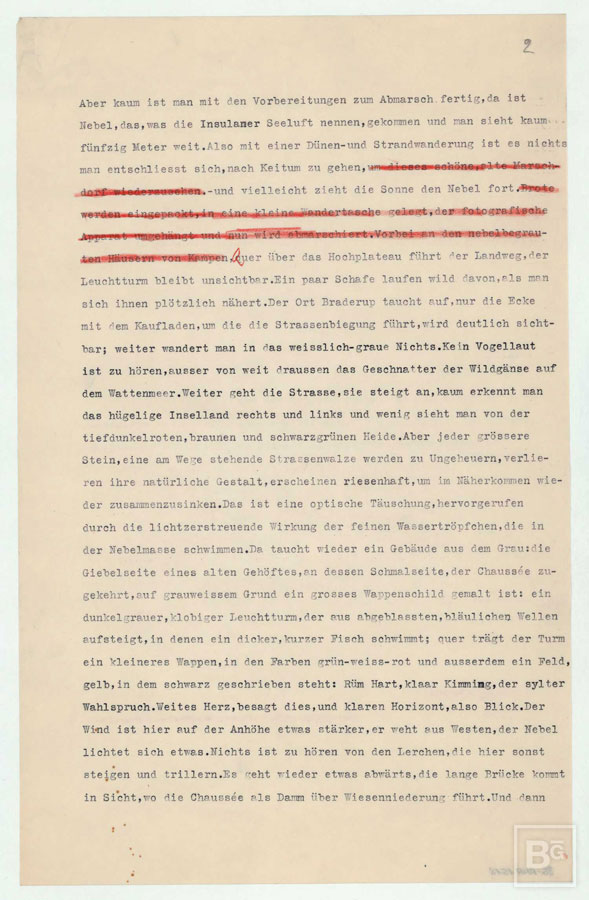 2
Aber kaum ist man mit den Vorbereitungen zum Abmarsch fertig,da ist
Nebel,das,was die Insulaner Seeluft nennen,gekommen und man sieht kaum
fünfzig Meter weit.Also mit einer Dünen-und Strandwanderung ist es nichts
man entschliesst sich,nach Keitum zu gehen,um dieses schöne,alte Marsch-
dorf wiederzusehen.-und vielleicht zieht die Sonne den Nebel fort.Brote
werden eingepackt,in eine kleine Wandertasche gelegt,der fotografische
Apparat umgehängt und nun wird abmarschiert.Vorbei an den nebelbegrau-
ten Häusern von Kampen,quer über das Hochplateau führt der Landweg,der
Leuchtturm bleibt unsichtbar.Ein paar Schafe laufen wild davon,als man
sich ihnen plötzlich nähert.Der Ort Braderup taucht auf,nur die Ecke
mit dem Kaufladen,um die die Strassenbiegung führt,wird deutlich sicht-
bar; weiter wandert man in das weisslich-graue Nichts.Kein Vogellaut
ist zu hören,ausser von weit draussen das Geschnatter der Wildgänse auf
dem Wattenmeer.Weiter geht die Strasse,sie steigt an,kaum erkennt man
das hügelige Inselland rechts und links und wenig sieht man von der
tiefdunkelroten,braunen und schwarzgrünen Heide.Aber jeder grössere
Stein,eine am Wege stehende Strassenwalze werden zu Ungeheuern,verlie-
ren ihre natürliche Gestalt,erscheinen riesenhaft,um im Näherkommen wie-
der zusammenzusinken.Das ist eine optische Täuschung,hervorgerufen
durch die lichtzerstreuende Wirkung der feinen Wassertröpfchen,die in
der Nebelmasse schwimmen.Da taucht wieder ein Gebäude aus dem Grau:die
Giebelseite eines alten Gehöftes,an dessen Schmalseite,der Chaussée zu-
gekehrt,auf grauweissem Grund ein grosses Wappenschild gemalt ist: ein
dunkelgrauer,klobiger Leuchtturm,der aus abgeblassten,bläulichen Wellen
aufsteigt,in denen ein dicker,kurzer Fisch schwimmt; quer trägt der Turm
ein kleineres Wappen,in den Farben grün-weiss-rot und ausserdem ein Feld,
gelb,in dem schwarz geschrieben steht: Rüm Hart, klaar Kimming,der sylter
Wahlspruch.Weites Herz,besagt dies,und klaren Horizont,also Blick.Der
Wind ist hier auf der Anhöhe etwas stärker,er weht aus Westen,der Nebel
lichtet sich etwas.Nichts ist zu hören von den Lerchen,die hier sonst
steigen und trillern.Es geht wieder etwas abwärts,die lange Brücke kommt
in Sicht,wo die Chaussée als Damm über Wiesenniederung führt.Und dann
BG